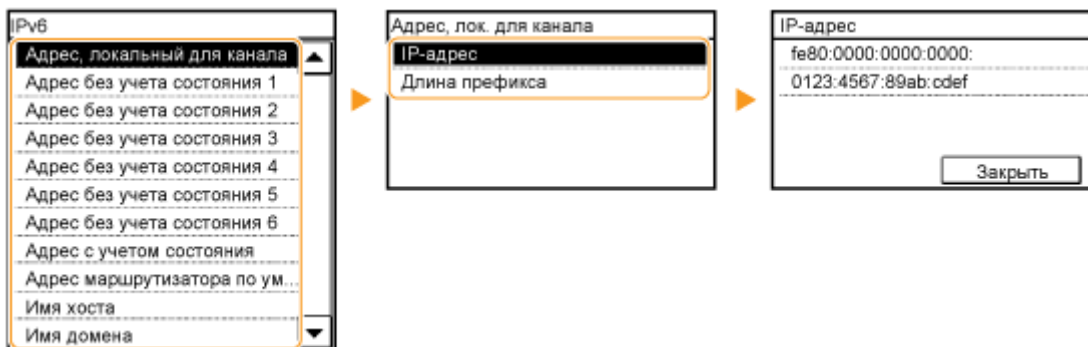 IPv6
Адрес, локальный для канала
Адрес без учета состояния 1
Адрес без учета состояния 2
Адрес без учета состояния 3
Адрес без учета состояния 4
Адрес без учета состояния 5
Адрес без учета состояния 6
Адрес с учетом состояния
Адрес маршрутизатора по ум...
Имя хоста
Имя домена
Адрес, лок. для канала
IP-адрес
Длина префикса
IP-адрес
fe80:0000:0000:0000:
0123:4567:89ab:cdef
Закрыть